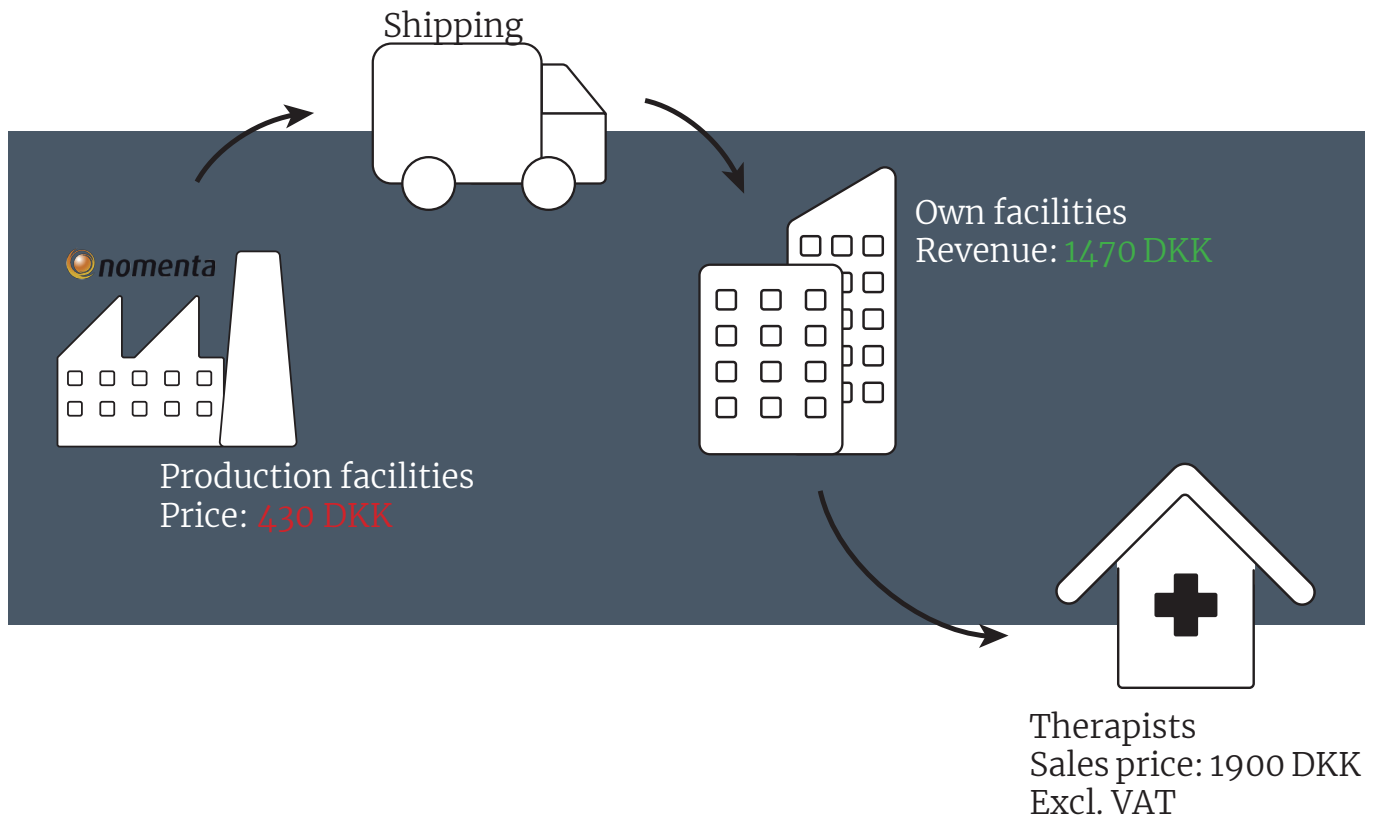 Shipping
Own facilities
Revenue: 1470 DKK
nomenta
Production facilities
Price: 430 DKK
Therapists
Sales price: 1900 DKK
Excl. VAT